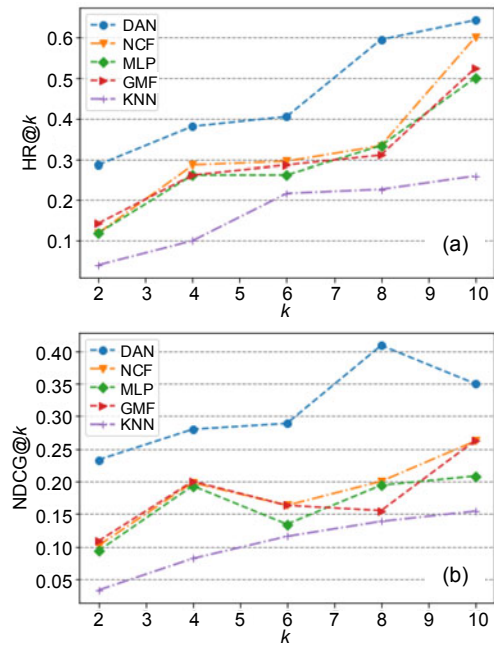 0.6
0.5
0.4
0.3
0.2
0.1
HR@k
DAN
NCF
MLP
GMF
KNN
(a)
2 3 4 5 6 7 8 9 10
k
0.40
0.35
0.30
0.25
0.20
0.15
0.10
0.05
NDCG@k
DAN
NCF
MLP
GMF
KNN
(b)
2 3 4 5 6 7 8 9 10
k